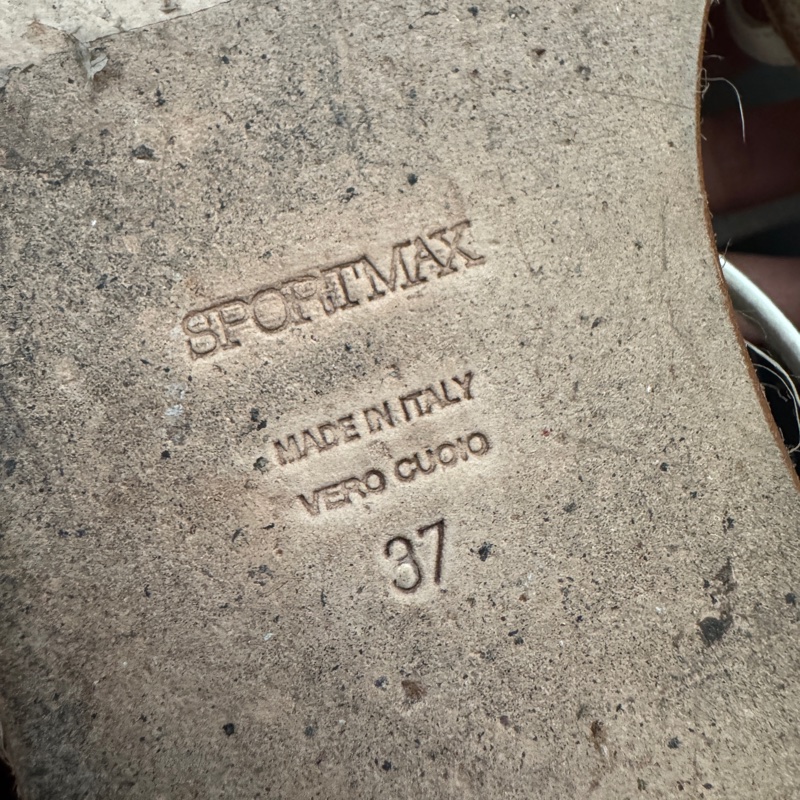 SPORTMAX
MADE IN ITALY
VERO CUOIO
37